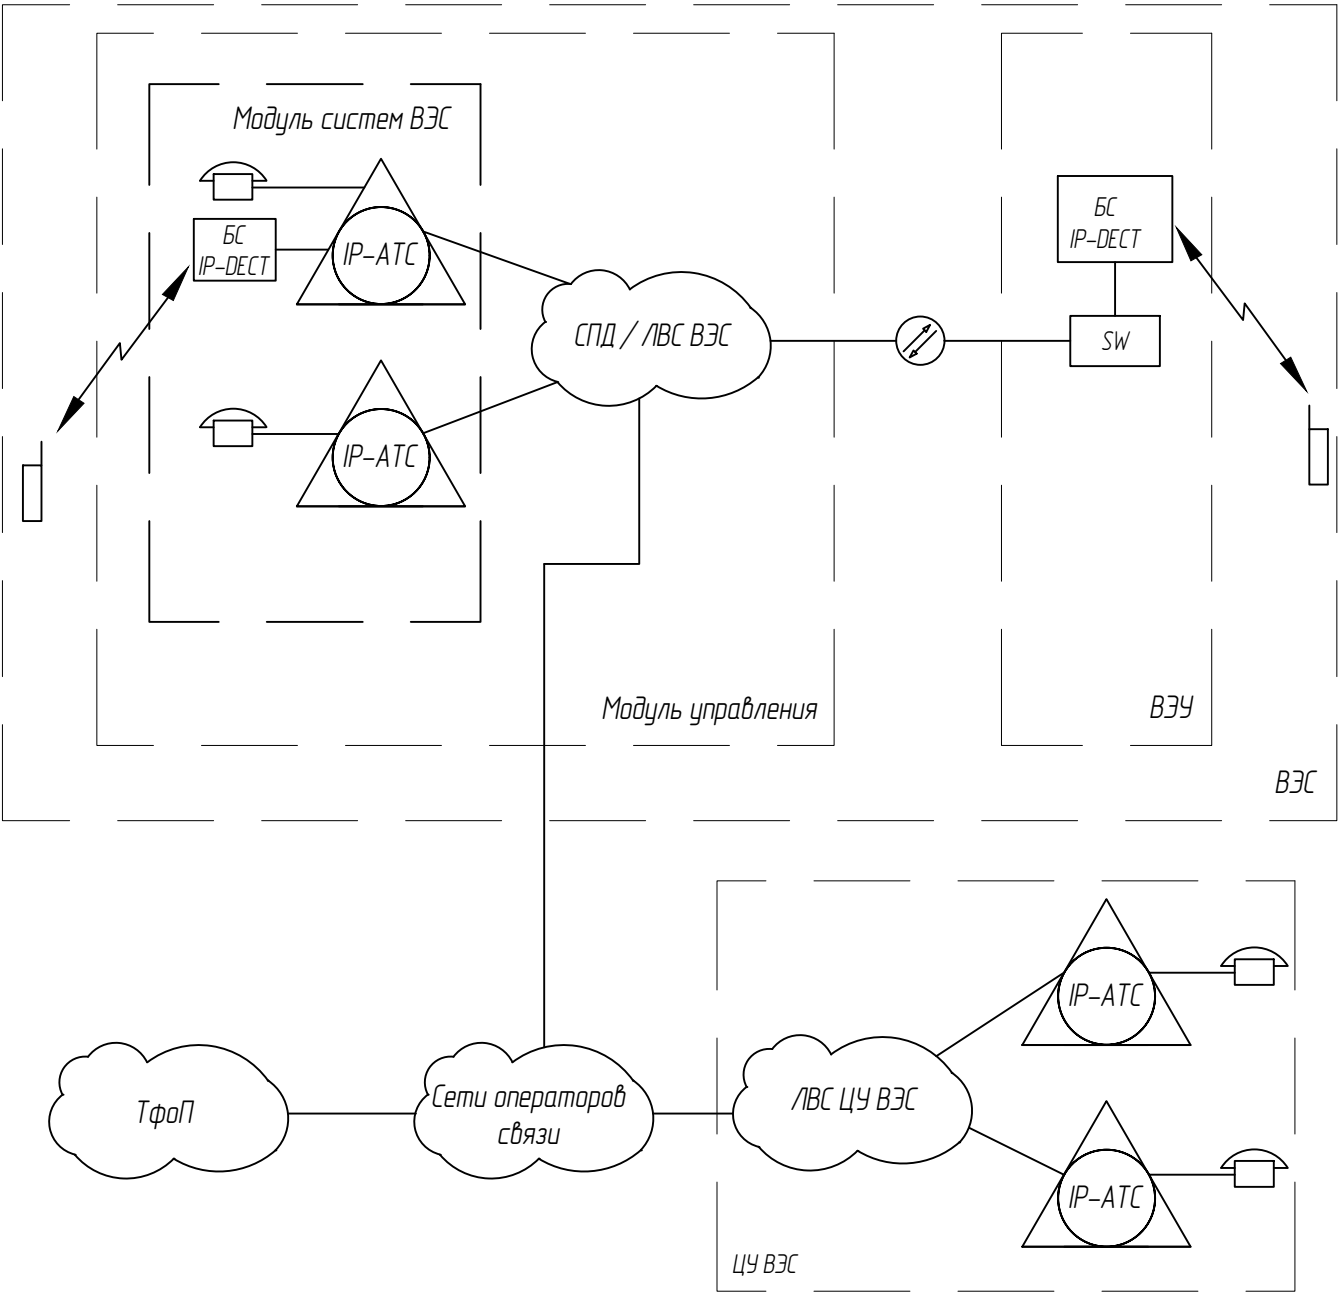 Модуль систем ВЭС
БС
IP-DECT
IP-АТС
СПД / ЛВС ВЭС
IP-АТС
БС
IP-DECT
SW
Модуль управления
ВЭУ
ВЭС
ТфоП
Сети операторов
связи
ЛВС ЦУ ВЭС
IP-АТС
IP-АТС
ЦУ ВЭС